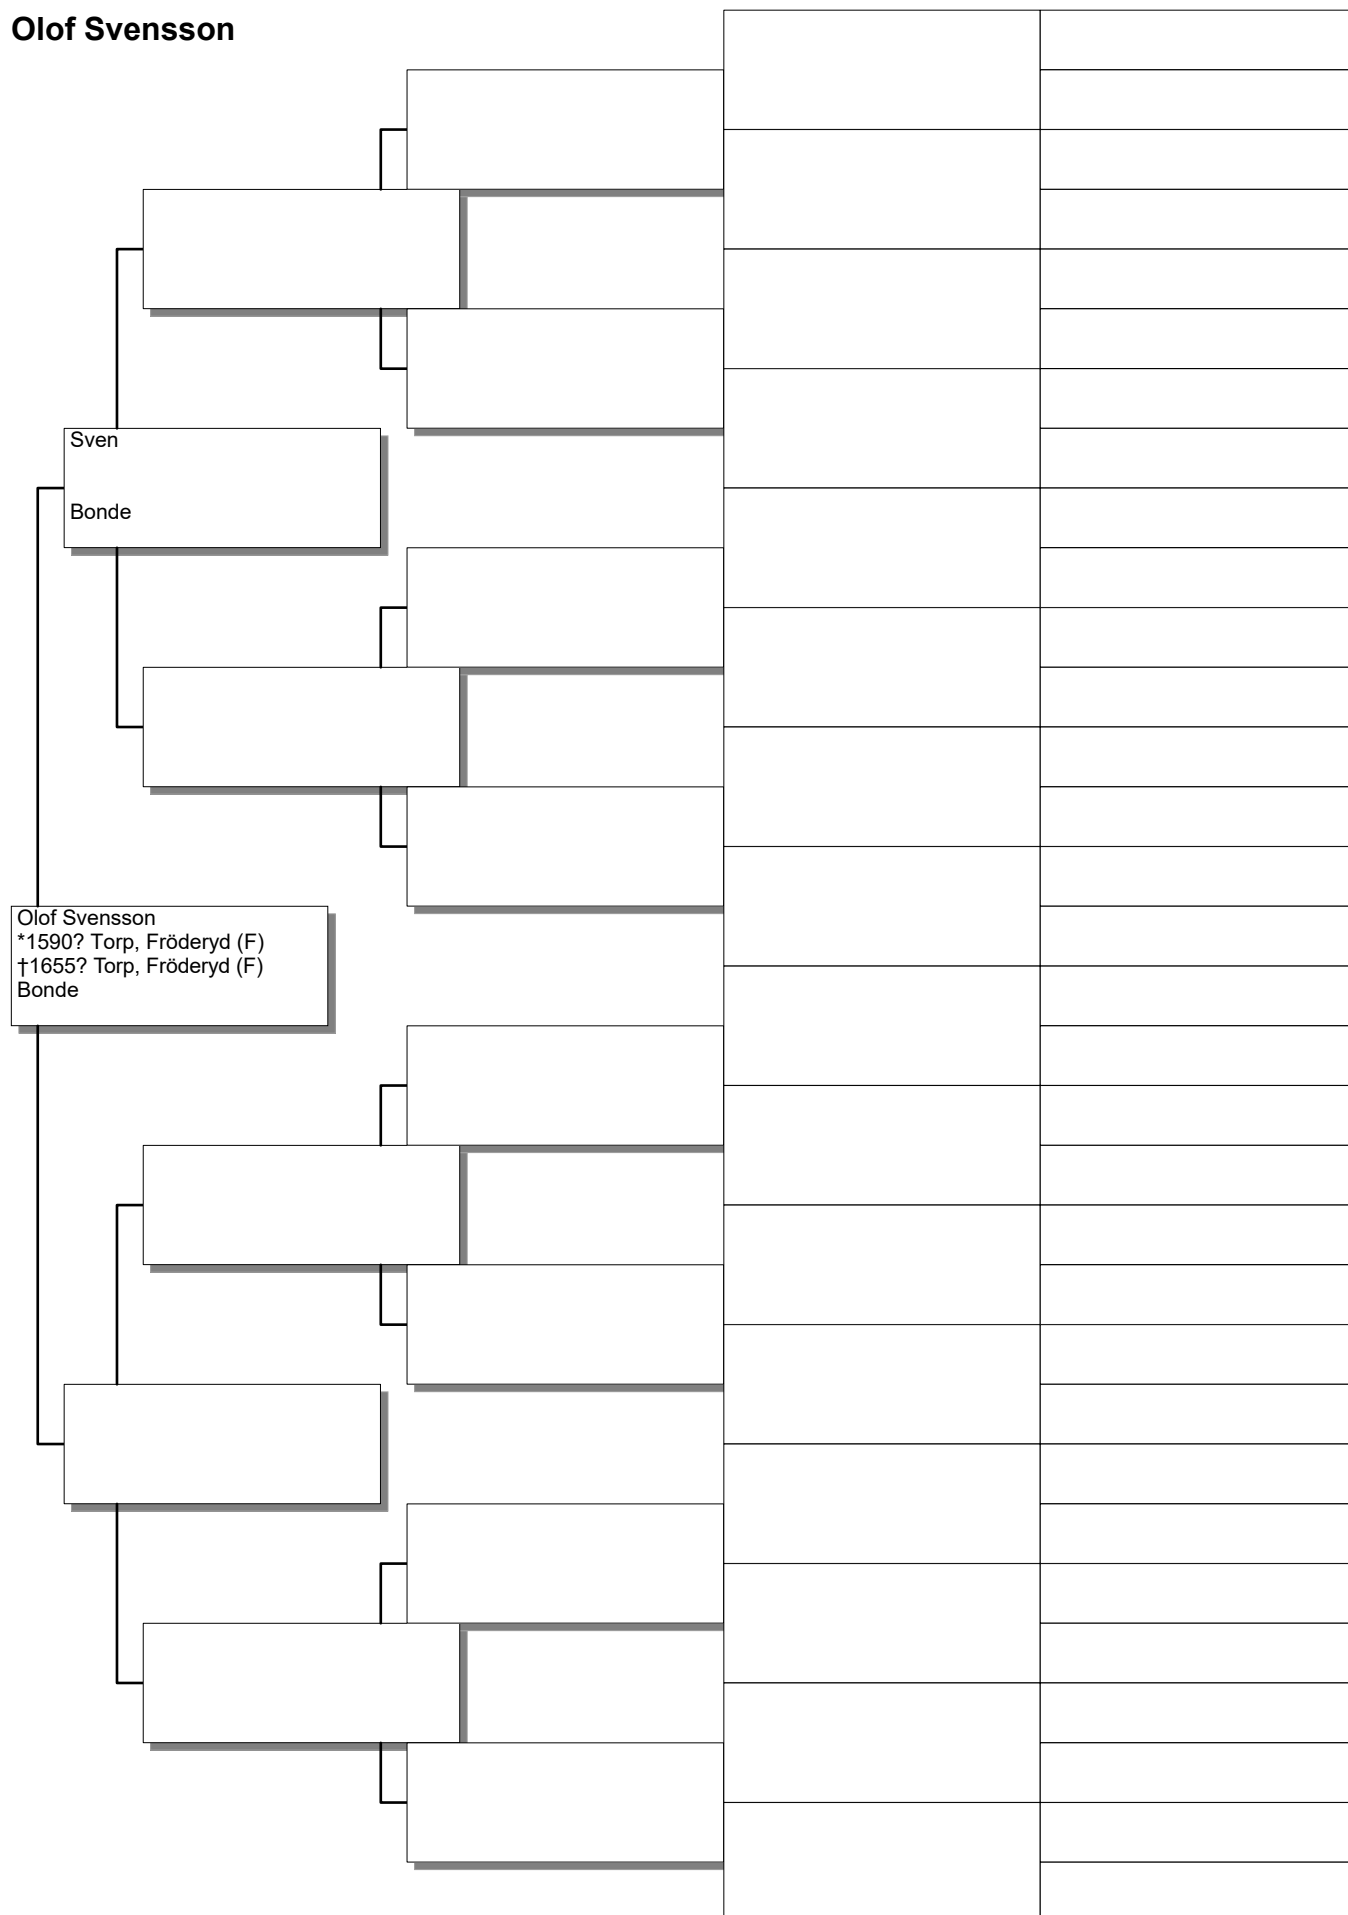 Olof Svensson
Sven
Bonde
Olof Svensson
*1590? Torp, Fröderyd (F)
†1655? Torp, Fröderyd (F)
Bonde